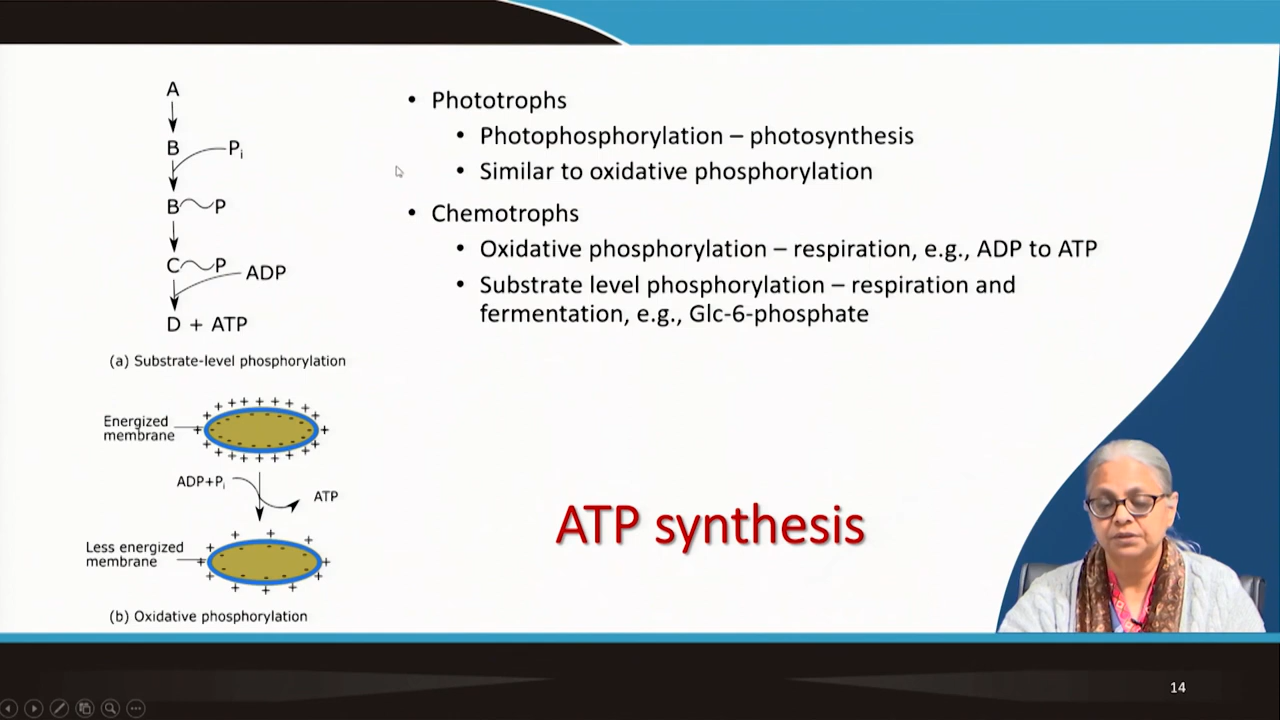 A
B
P i
B P
C P
ADP
D + ATP
(a) Substrate-level phosphorylation
Energized
membrane
ADP+Pi
ATP
Less energized
membrane
(b) Oxidative phosphorylation
• Phototrophs
• Photophosphorylation – photosynthesis
• Similar to oxidative phosphorylation
• Chemotrophs
• Oxidative phosphorylation – respiration, e.g., ADP to ATP
• Substrate level phosphorylation – respiration and
fermentation, e.g., Glc-6-phosphate
ATP synthesis
14